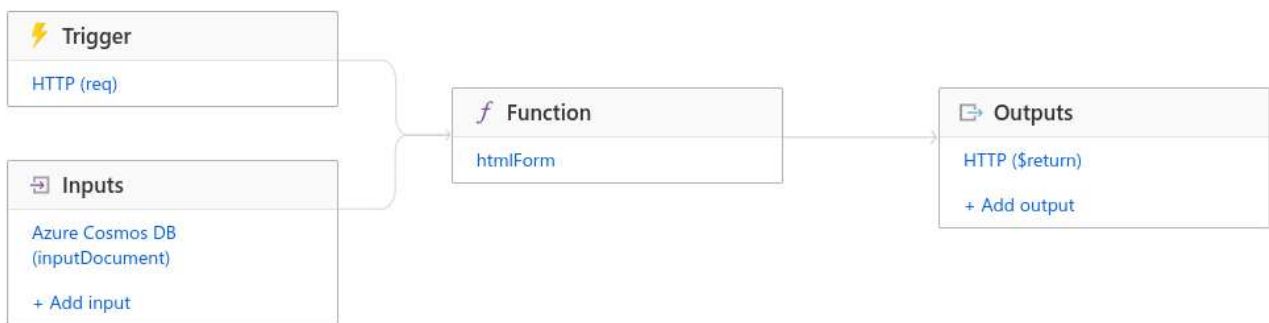 Trigger
HTTP (req)
Inputs
Azure Cosmos DB
(inputDocument)
+ Add input
Function
htmlForm
Outputs
HTTP ($return)
+ Add output